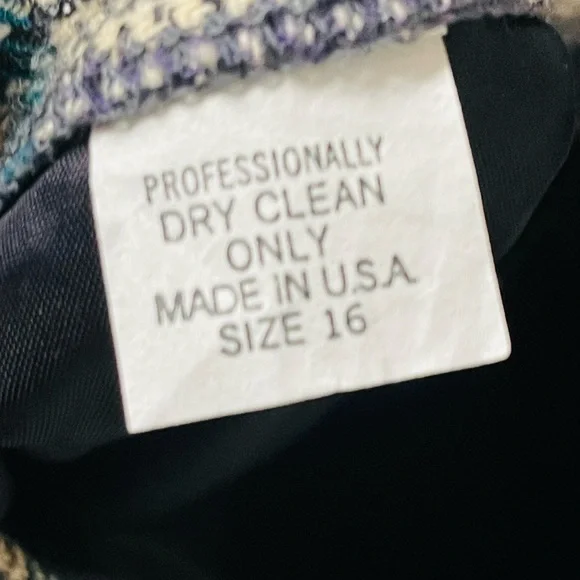 PROFESSIONALLY
DRY CLEAN
ONLY
MADE IN U.S.A.
SIZE 16